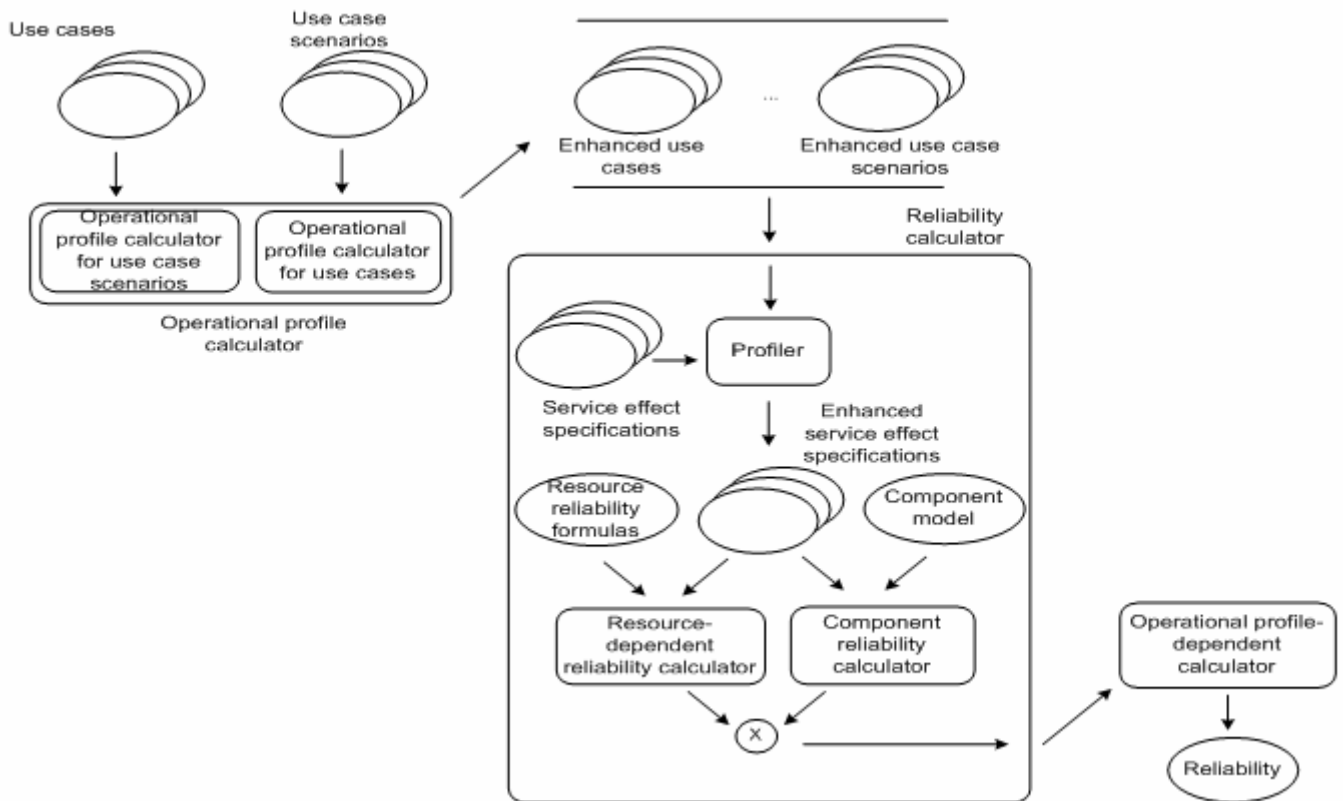 Use cases
Use case
scenarios
Operational
profile calculator
for use case
scenarios
Operational
profile calculator
for use cases
Operational profile
calculator
...
Enhanced use
cases
Enhanced use case
scenarios
Reliability
calculator
Profiler
Service effect
specifications
Enhanced
service effect
specifications
Resource
reliability
formulas
Component
model
Resource-
dependent
reliability calculator
Component
reliability
calculator
X
Operational profile-
dependent
calculator
Reliability